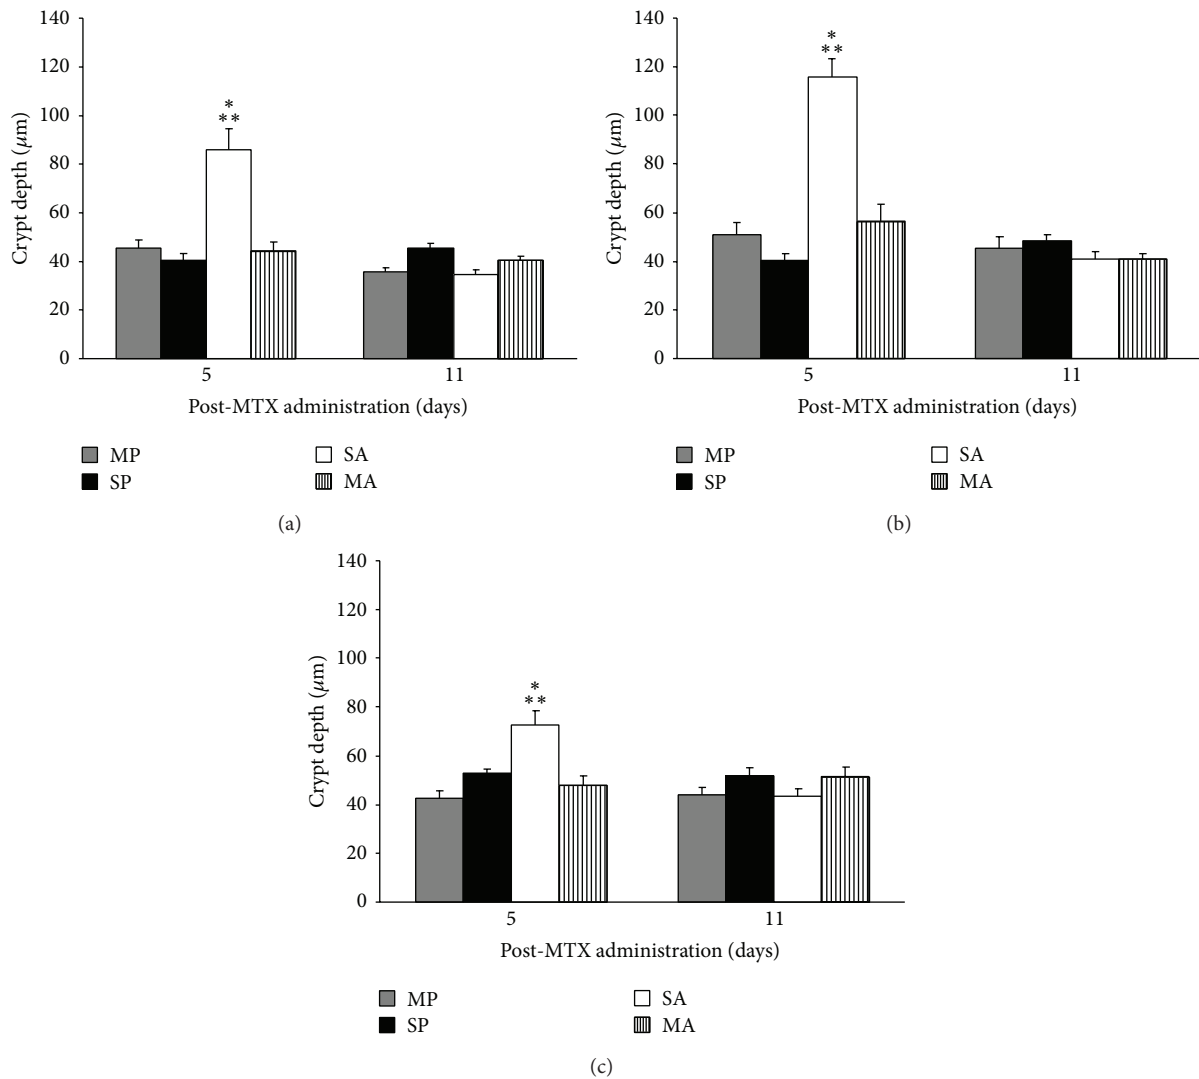 140
120
100
80
60
40
20
0
Crypt depth (μm)
*
**
5
11
Post-MTX administration (days)
MP
SA
SP
MA
(a)
140
120
100
80
60
40
20
0
Crypt depth (μm)
*
**
5
11
Post-MTX administration (days)
MP
SA
SP
MA
(b)
140
120
100
80
60
40
20
0
Crypt depth (μm)
*
**
5
11
Post-MTX administration (days)
MP
SA
SP
MA
(c)